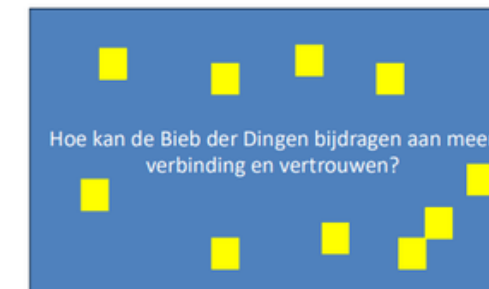 Hoe kan de Bieb der Dingen bijdragen aan mee
verbinding en vertrouwen?